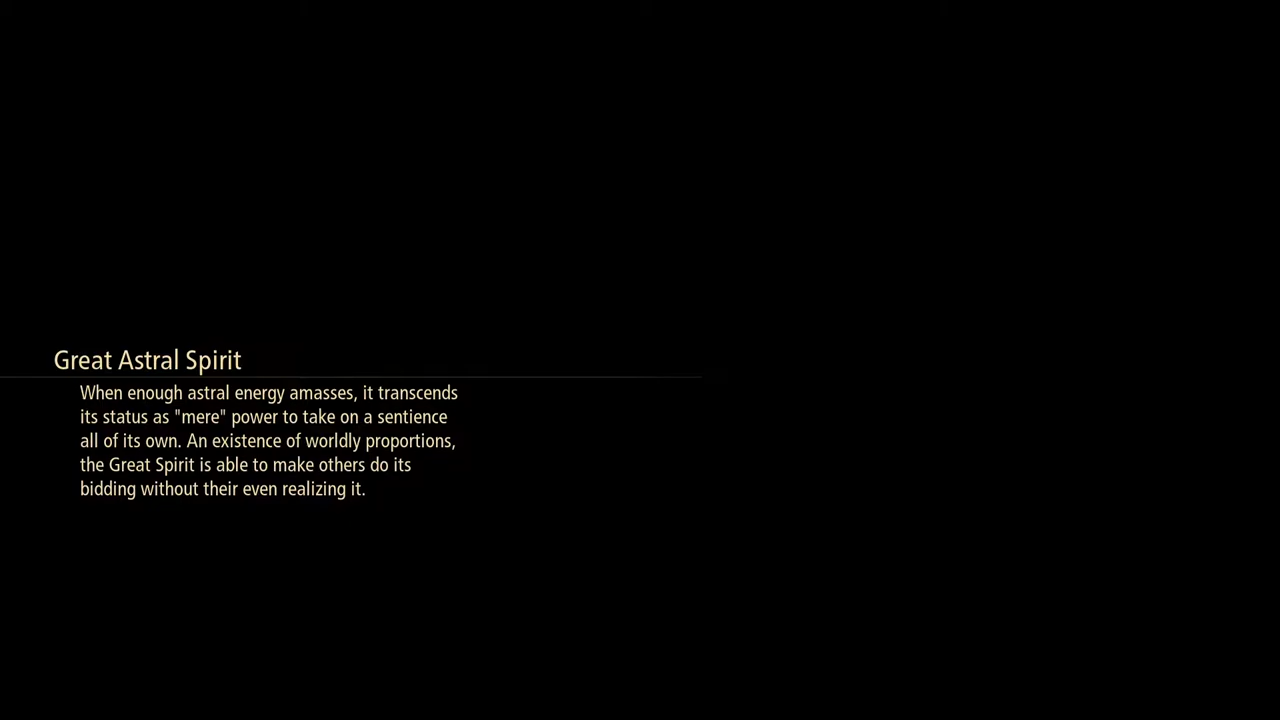 Great Astral Spirit
When enough astral energy amasses, it transcends
its status as "mere" power to take on a sentience
all of its own. An existence of worldly proportions,
the Great Spirit is able to make others do its
bidding without their even realizing it.